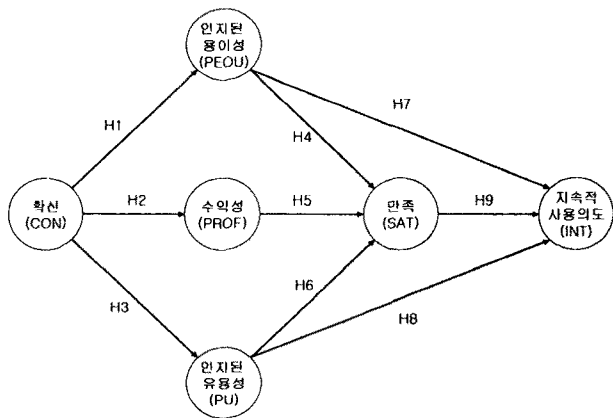 인지된
용이성
(PEOU)
H1
H4
H7
확신
(CON)
H2
수익성
(PROF)
H5
만족
(SAT)
H9
지속적
사용의도
(INT)
H3
H6
H8
인지된
유용성
(PU)